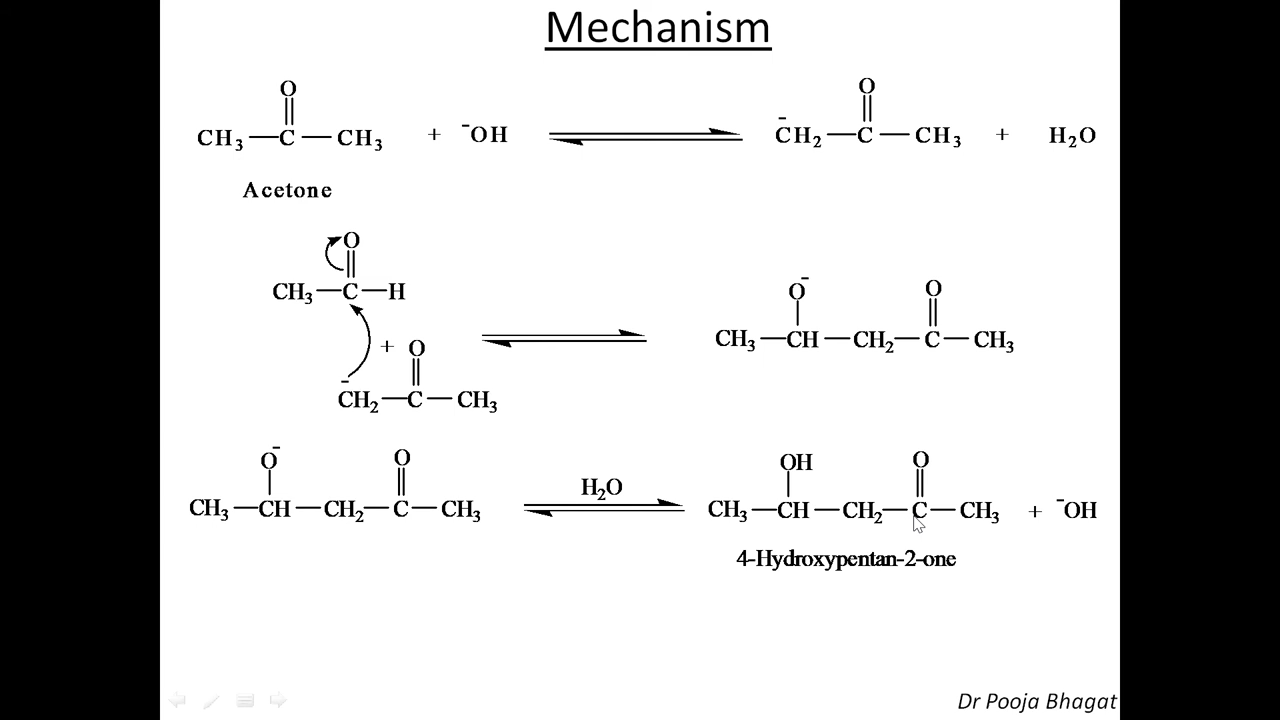 Mechanism
O
CH₃—C—CH₃ + ⁻OH
O
⁻CH₂—C—CH₃ + H₂O
Acetone
O
CH₃—C—H
+
O
⁻CH₂—C—CH₃
O⁻ O
CH₃—CH—CH₂—C—CH₃
O⁻ O
CH₃—CH—CH₂—C—CH₃
H₂O
OH O
CH₃—CH—CH₂—C—CH₃ + ⁻OH
4-Hydroxypentan-2-one
Dr Pooja Bhagat